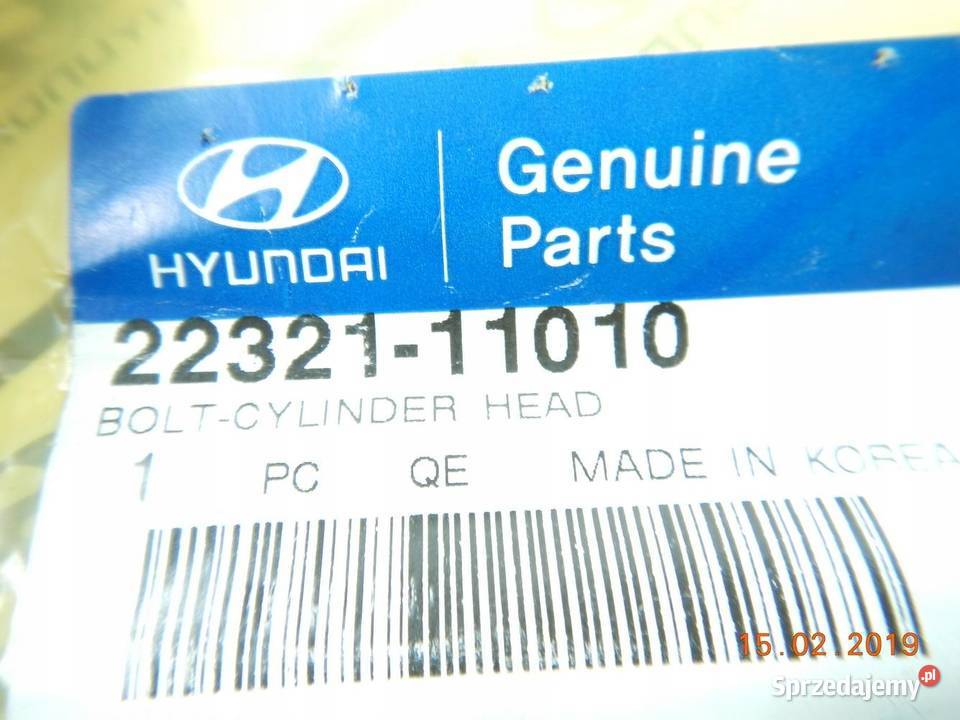 HYUNDAI
Genuine
Parts
22321-11010
BOLT-CYLINDER HEAD
1 PC QE MADE IN KOREA
15.02.2019
Sprzedajemy.pl